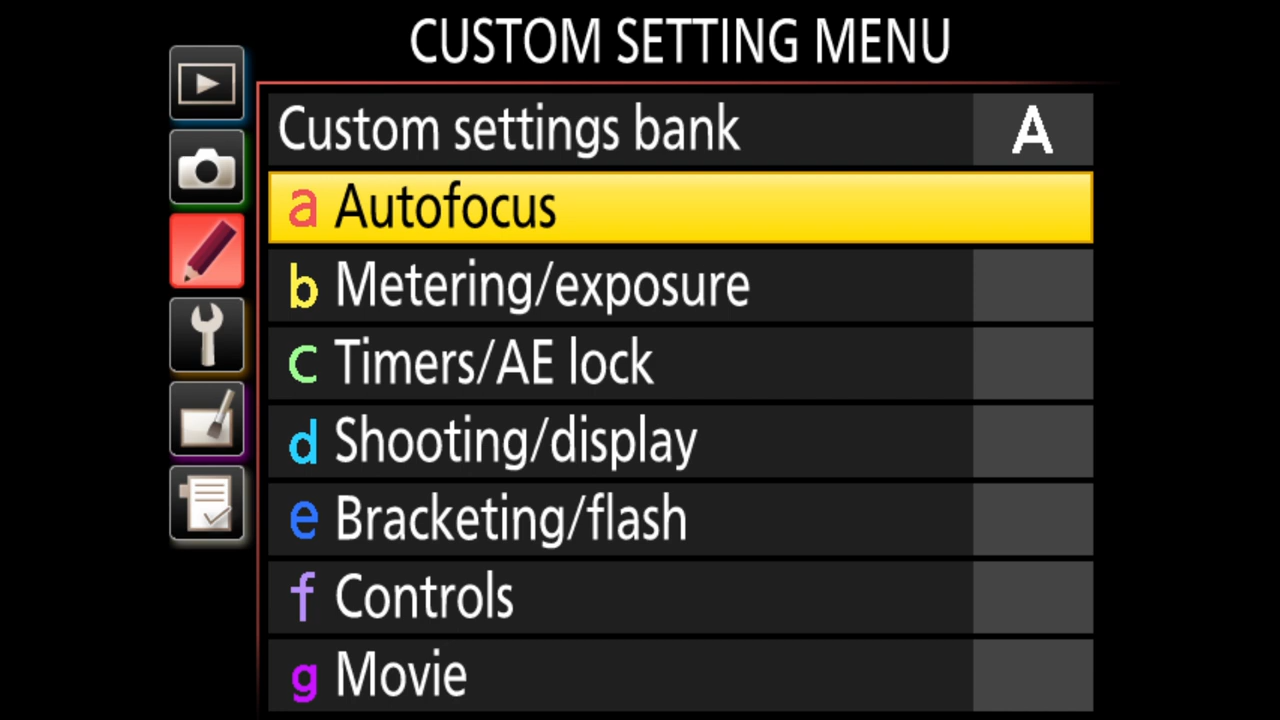 CUSTOM SETTING MENU
Custom settings bank A
a Autofocus
b Metering/exposure
c Timers/AE lock
d Shooting/display
e Bracketing/flash
f Controls
g Movie